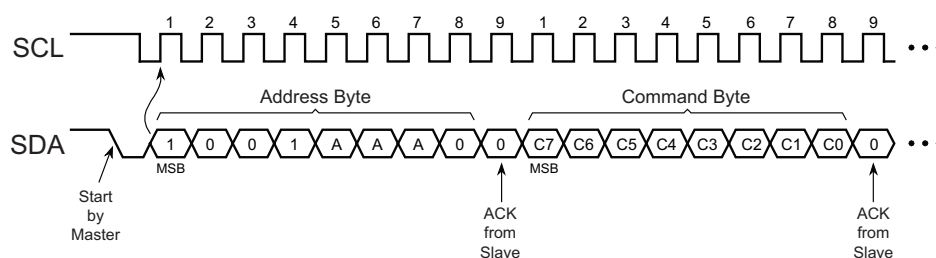 1 2 3 4 5 6 7 8 9 1 2 3 4 5 6 7 8 9
SCL
Address Byte Command Byte
SDA 1 0 0 1 A A A 0 0 C7 C6 C5 C4 C3 C2 C1 C0 0
MSB MSB
Start
by
Master
ACK
from
Slave
ACK
from
Slave